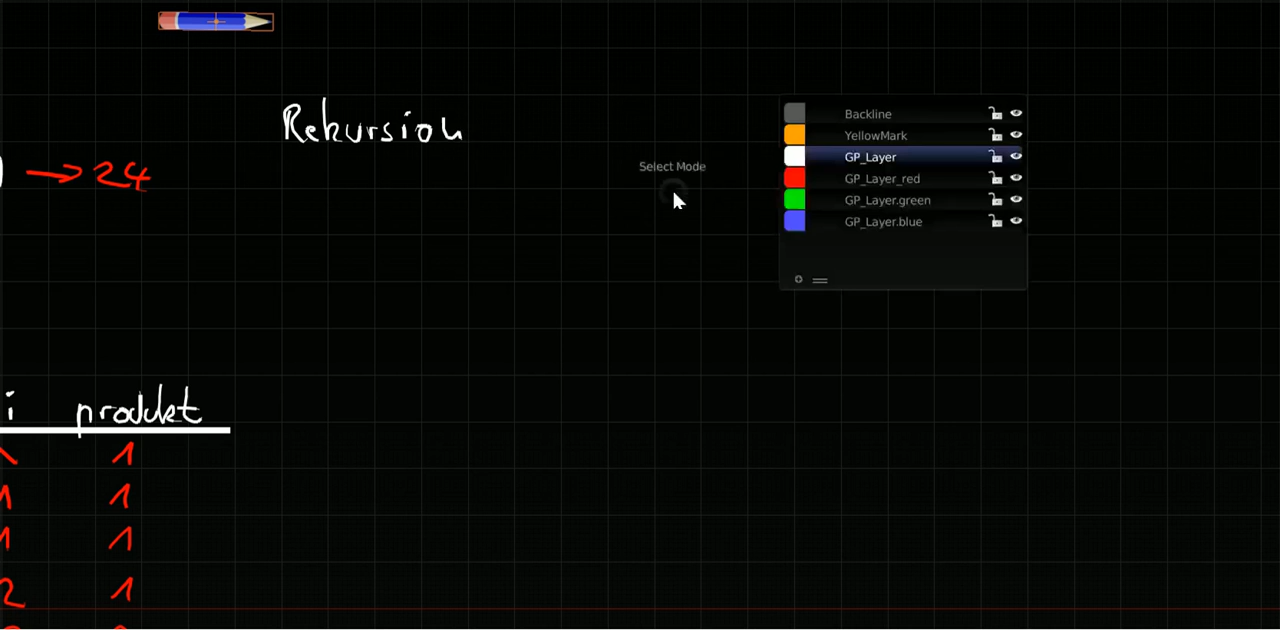 Rekursion
) → 24
Select Mode
Backline
YellowMark
GP_Layer
GP_Layer_red
GP_Layer.green
GP_Layer.blue
i produkt
1 1
1 1
1 1
2 1